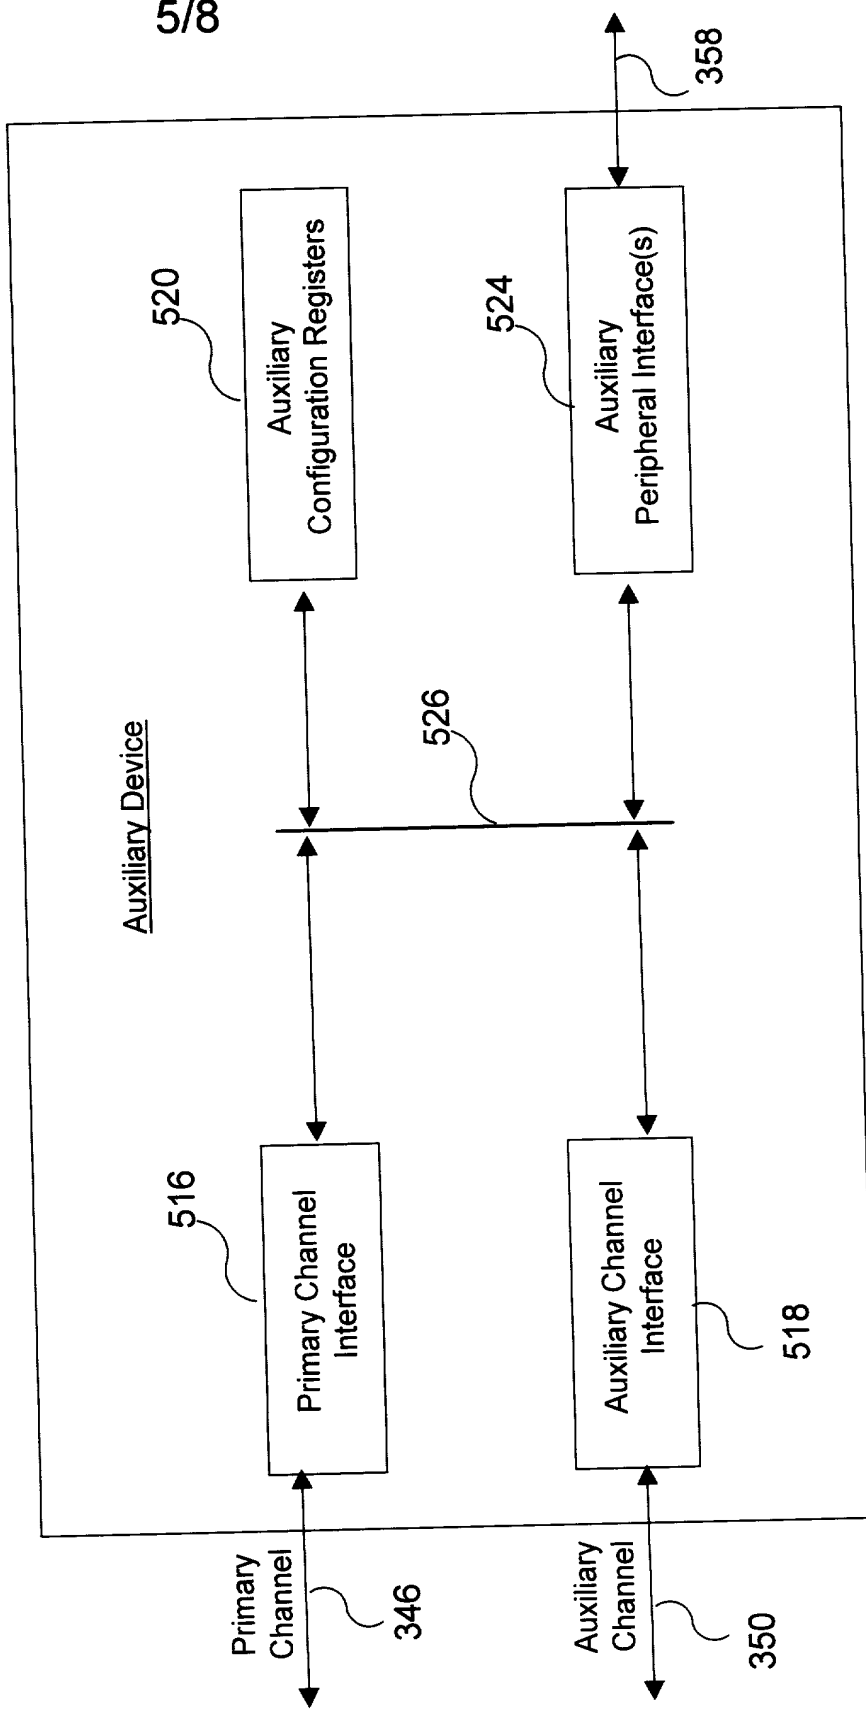 5/8
Auxiliary Device
Primary
Channel
346
Primary Channel
Interface
516
520
Auxiliary
Configuration Registers
526
Auxiliary
Channel
350
Auxiliary Channel
Interface
518
524
Auxiliary
Peripheral Interface(s)
358